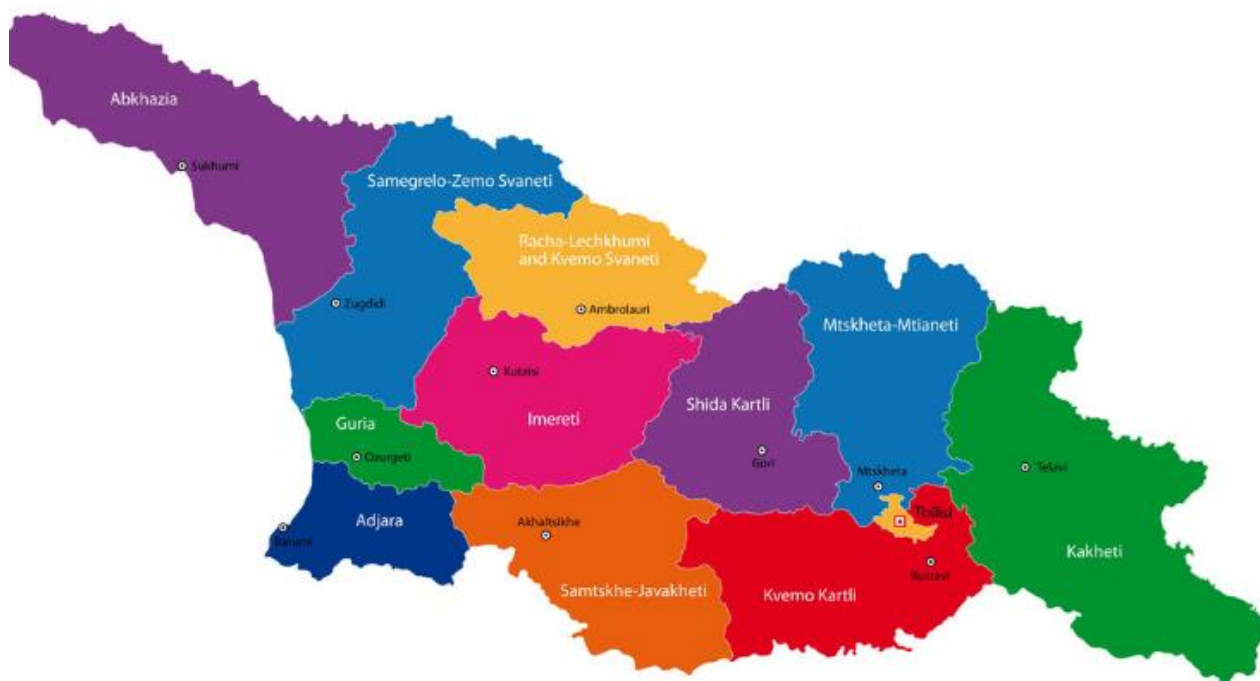 Abkhazia
Sukhumi
Samegrelo-Zemo Svaneti
Racha-Lechkhumi
and Kvemo Svaneti
Zugdidi
Ambrolauri
Mtskheta-Mtianeti
Kutaisi
Shida Kartli
Guria
Imereti
Ozurgeti
Gori
Mtskheta
Telavi
Adjara
Akhaltsikhe
Tbilisi
Batumi
Kakheti
Rustavi
Samtskhe-Javakheti
Kvemo Kartli